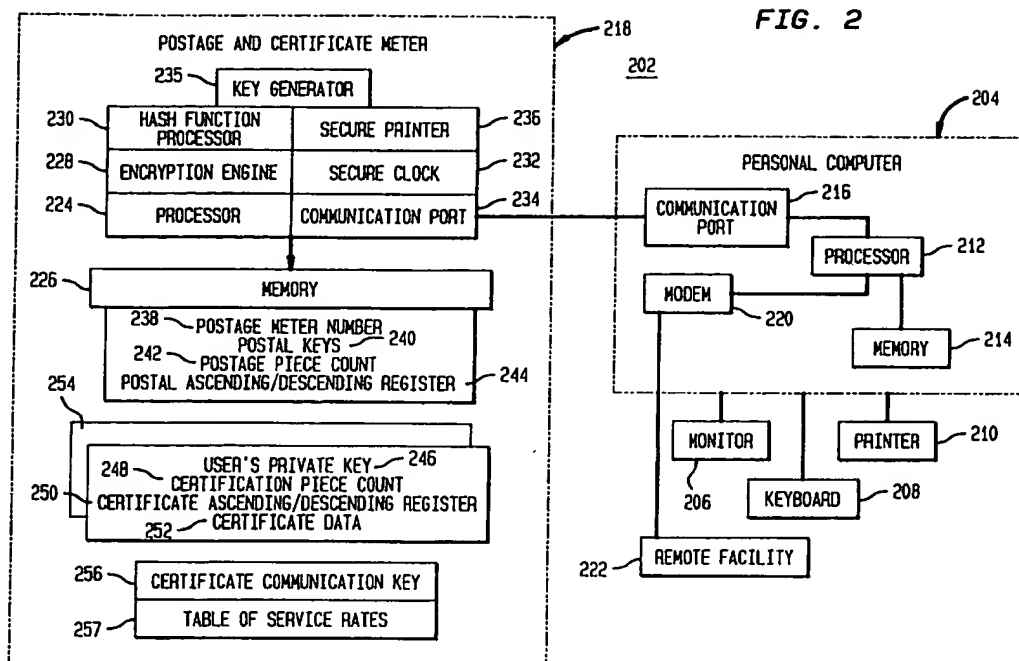 FIG. 2
202
218
POSTAGE AND CERTIFICATE METER
235
KEY GENERATOR
230
HASH FUNCTION
PROCESSOR
SECURE PRINTER
236
228
ENCRYPTION ENGINE
SECURE CLOCK
232
224
PROCESSOR
COMMUNICATION PORT
234
226
MEMORY
238
POSTAGE METER NUMBER
POSTAL KEYS
240
242
POSTAGE PIECE COUNT
POSTAL ASCENDING/DESCENDING REGISTER
244
254
USER'S PRIVATE KEY
246
248
CERTIFICATION PIECE COUNT
250
CERTIFICATE ASCENDING/DESCENDING REGISTER
252
CERTIFICATE DATA
256
CERTIFICATE COMMUNICATION KEY
257
TABLE OF SERVICE RATES
204
PERSONAL COMPUTER
216
COMMUNICATION
PORT
PROCESSOR
212
MODEM
220
MEMORY
214
MONITOR
206
PRINTER
210
KEYBOARD
208
222
REMOTE FACILITY